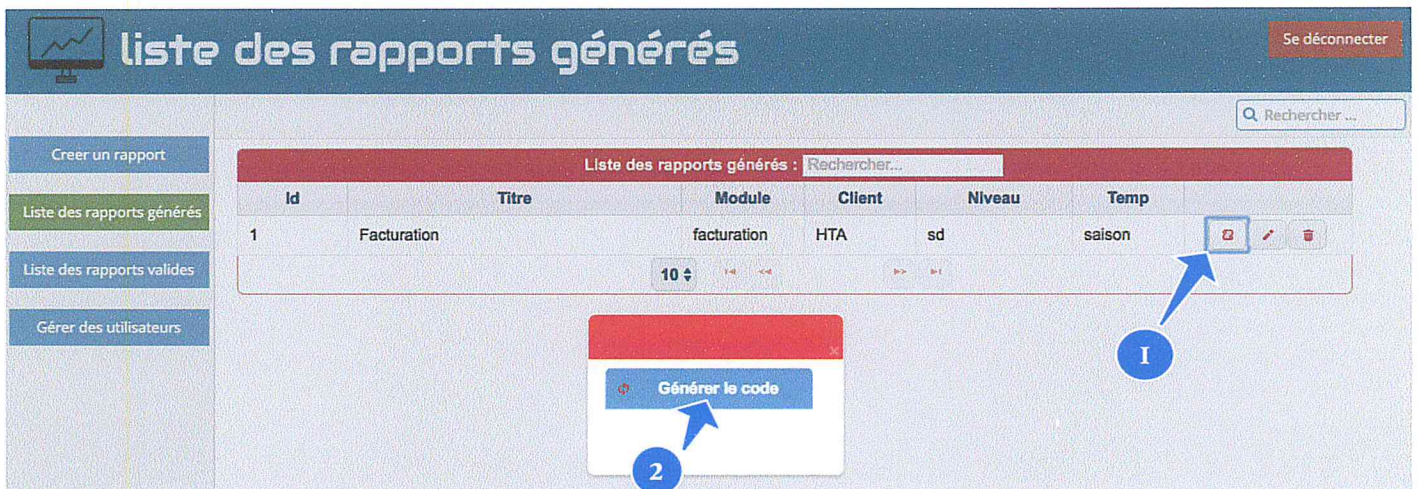 liste des rapports générés
Se déconnecter
Rechercher ...
Creer un rapport
Liste des rapports générés
Liste des rapports valides
Gérer des utilisateurs
Liste des rapports générés : Rechercher...
Id Titre Module Client Niveau Temp
1 Facturation facturation HTA sd saison
10
1
Générer le code
2